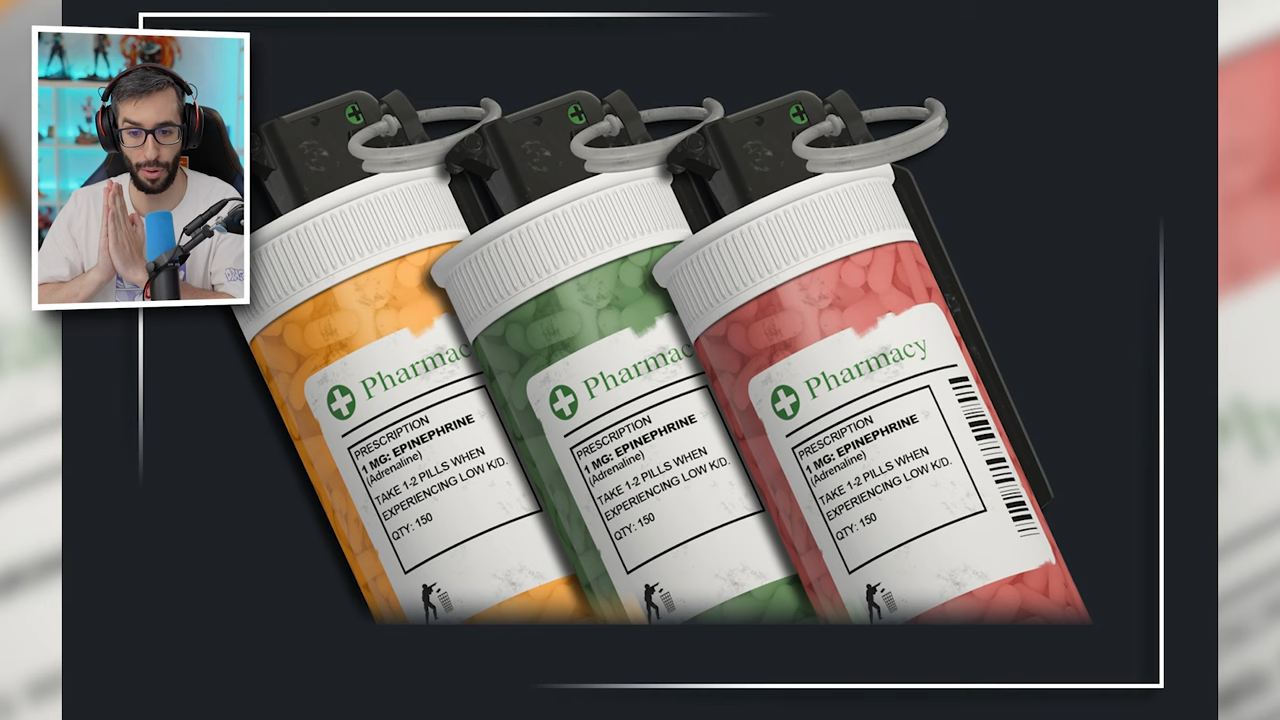 Pharmac
PRESCRIPTION
1 MG: EPINEPHRINE
(Adrenaline)
TAKE 1-2 PILLS WHEN
EXPERIENCING LOW K/D.
QTY: 150
Pharmac
PRESCRIPTION
1 MG: EPINEPHRINE
(Adrenaline)
TAKE 1-2 PILLS WHEN
EXPERIENCING LOW K/D.
QTY: 150
Pharmacy
PRESCRIPTION
1 MG: EPINEPHRINE
(Adrenaline)
TAKE 1-2 PILLS WHEN
EXPERIENCING LOW K/D.
QTY: 150